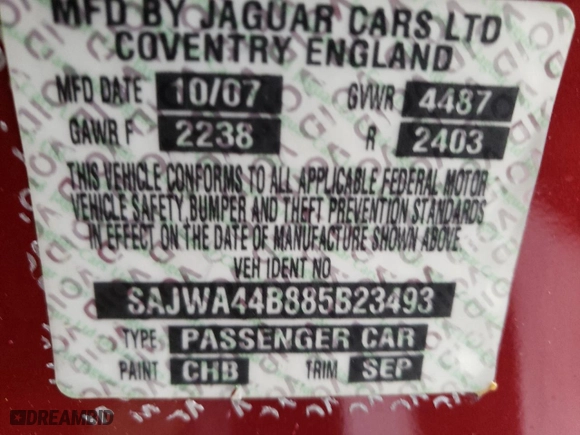 MFD BY JAGUAR CARS LTD
COVENTRY ENGLAND
MFD DATE 10/07 GVWR 4487
GAWR F 2238 R 2403
THIS VEHICLE CONFORMS TO ALL APPLICABLE FEDERAL MOTOR
VEHICLE SAFETY, BUMPER AND THEFT PREVENTION STANDARDS
IN EFFECT ON THE DATE OF MANUFACTURE SHOWN ABOVE
VEH IDENT NO
SAJWA44B885B23493
TYPE PASSENGER CAR
PAINT CHB TRIM SEP
DREAMBID